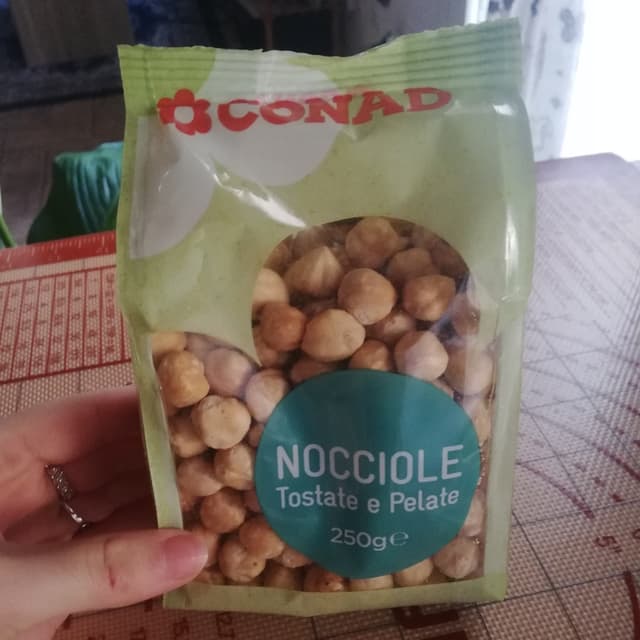 CONAD
NOCCIOLE
Tostate e Pelate
250g℮